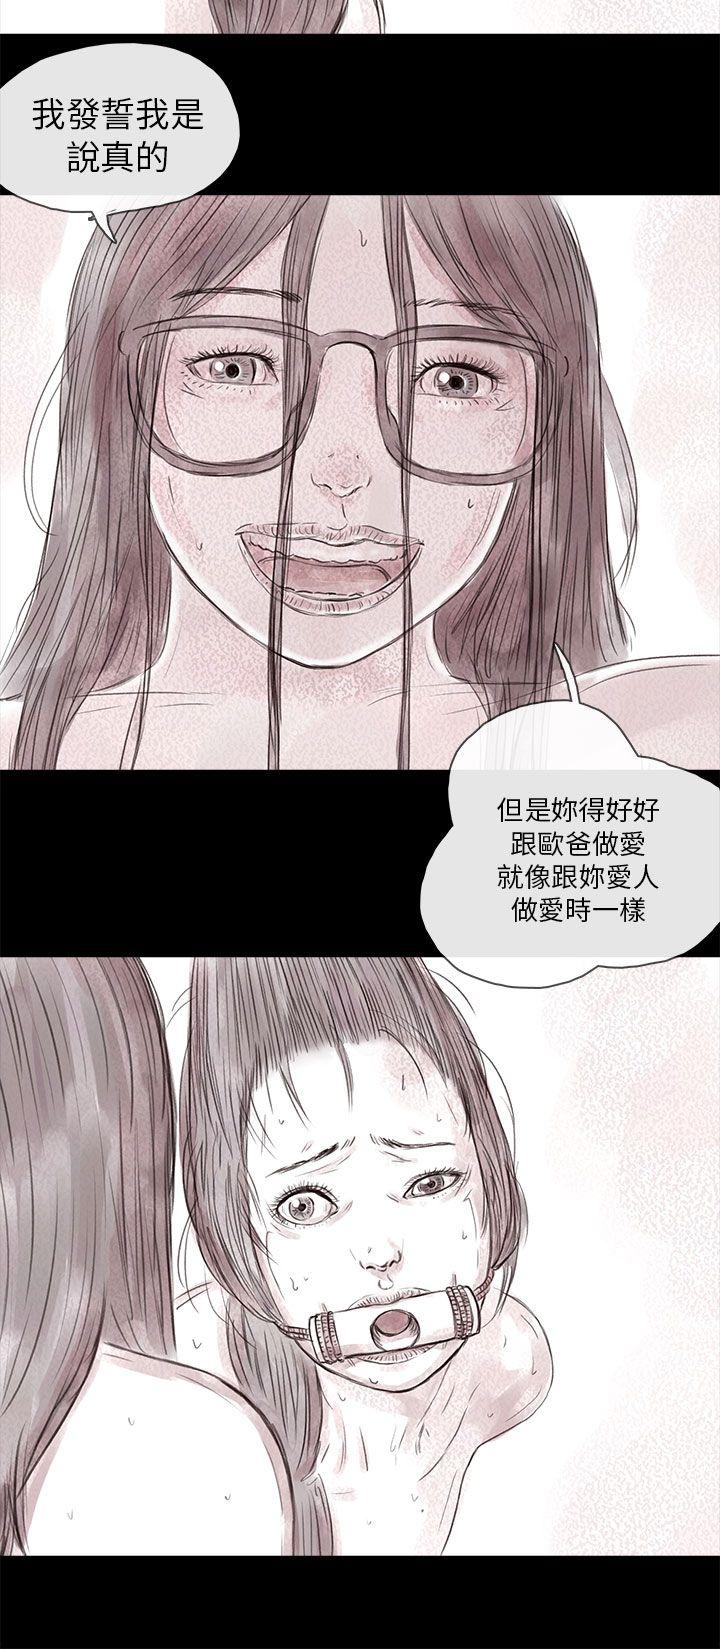 我發誓我是
說真的
但是妳得好好
跟歐爸做愛
就像跟妳愛人
做愛時一樣